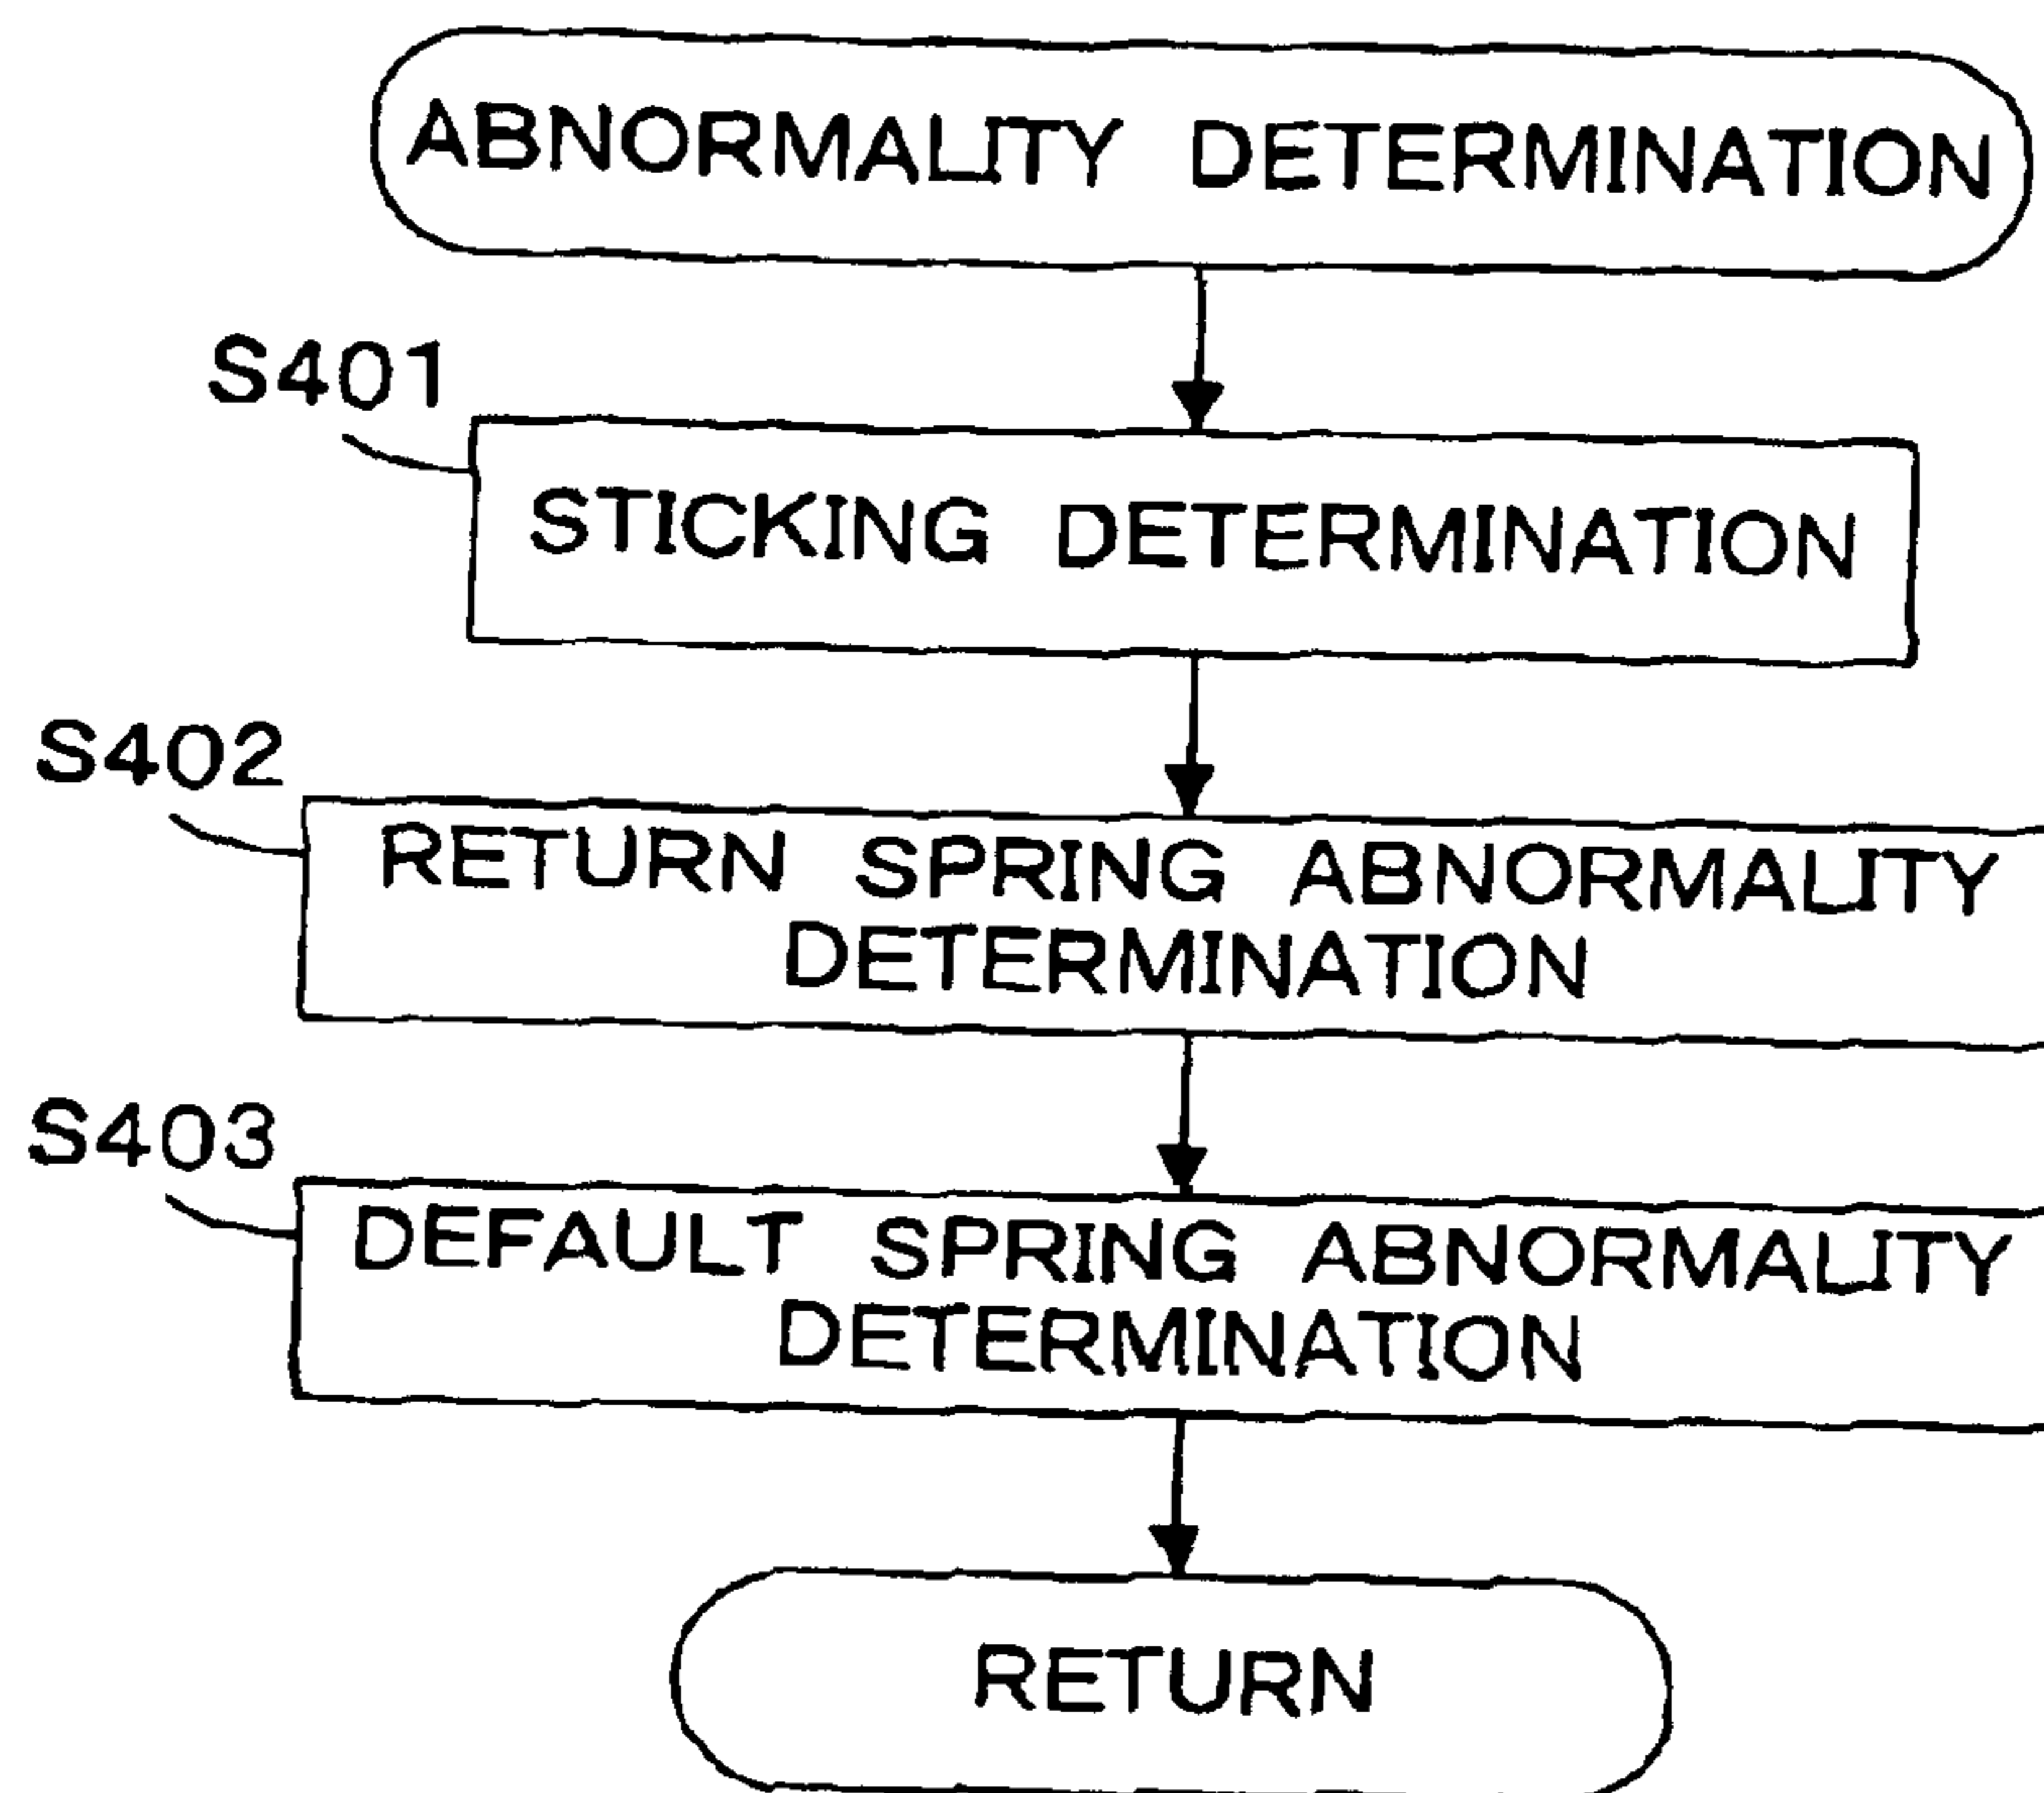 ABNORMALITY DETERMINATION
S401
STICKING DETERMINATION
S402
RETURN SPRING ABNORMALITY
DETERMINATION
S403
DEFAULT SPRING ABNORMALITY
DETERMINATION
RETURN